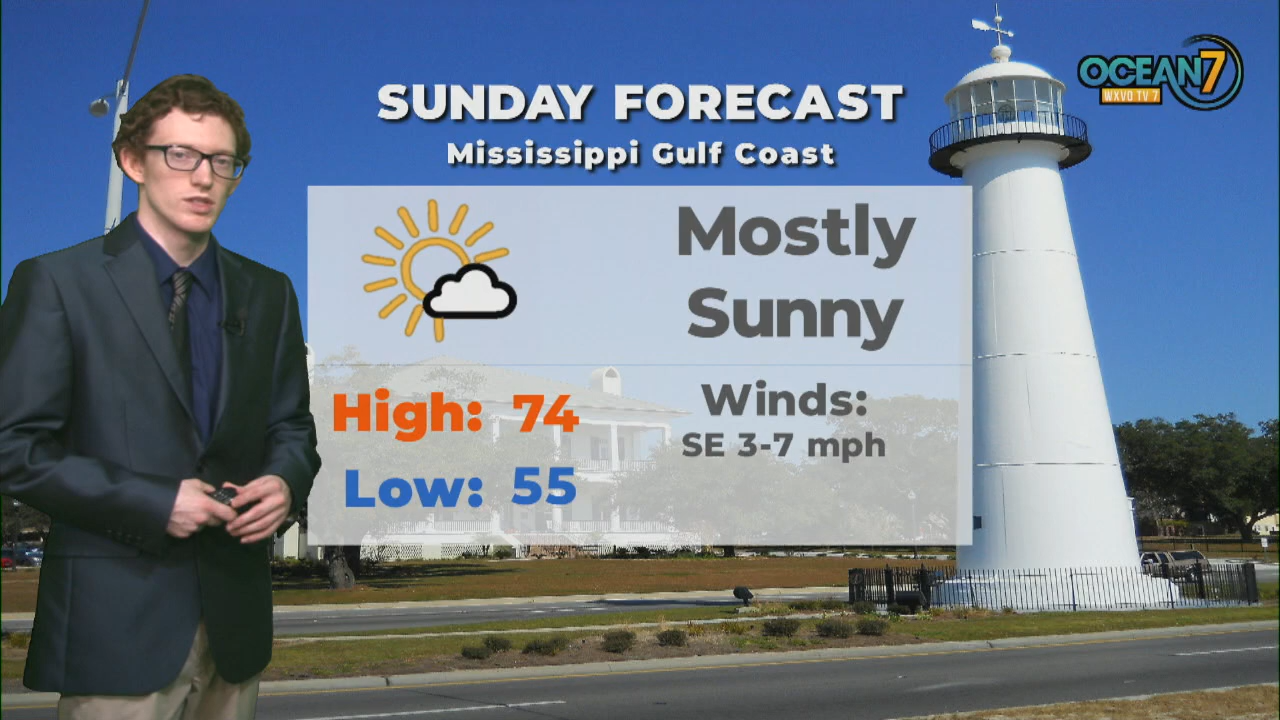 OCEAN7
WXVO TV 7
SUNDAY FORECAST
Mississippi Gulf Coast
Mostly
Sunny
High: 74
Low: 55
Winds:
SE 3-7 mph